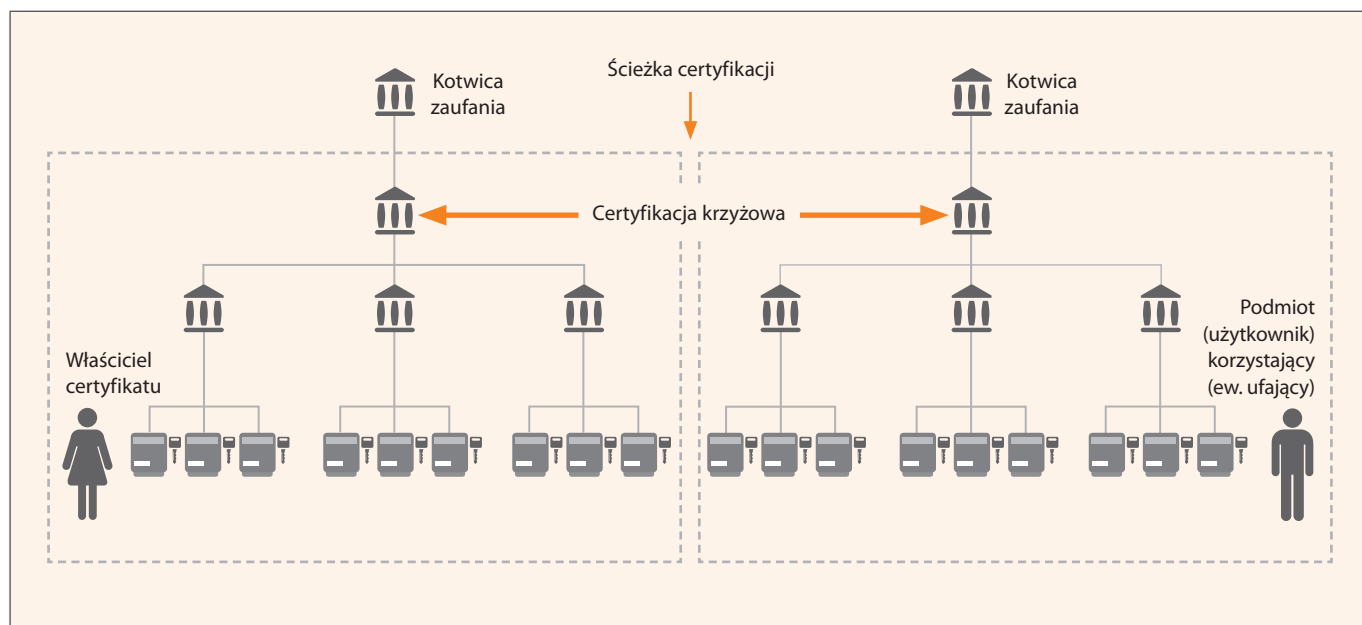 Kotwica
zaufania
Ścieżka certyfikacji
Kotwica
zaufania
Certyfikacja krzyżowa
Właściciel
certyfikatu
Podmiot
(użytkownik)
korzystający
(ew. ufający)